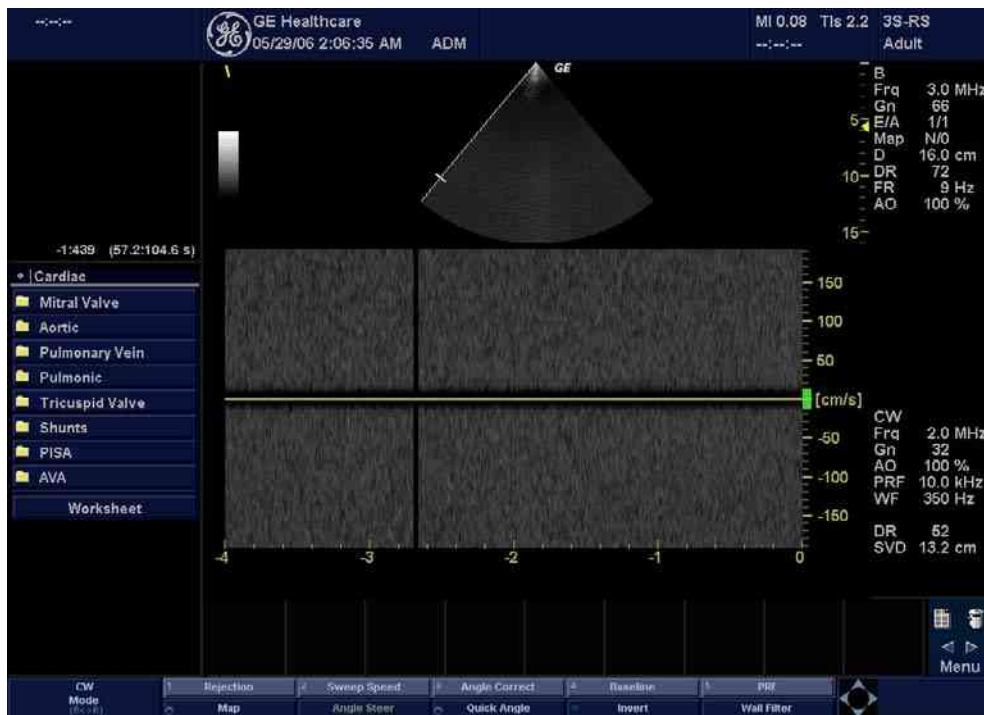 --:--:--
GE Healthcare
05/29/06 2:06:35 AM ADM
MI 0.08 TIs 2.2
--:--:--
3S-RS
Adult
GE
5
10
15
B
Frq 3.0 MHz
Gn 66
E/A 1/1
Map N/0
D 16.0 cm
DR 72
FR 9 Hz
AO 100 %
-1:439 (57.2:104.6 s)
Cardiac
Mitral Valve
Aortic
Pulmonary Vein
Pulmonic
Tricuspid Valve
Shunts
PISA
AVA
Worksheet
150
100
50
[cm/s]
-50
-100
-150
-4 -3 -2 -1 0
CW
Frq 2.0 MHz
Gn 32
AO 100 %
PRF 10.0 kHz
WF 350 Hz
DR 52
SVD 13.2 cm
Menu
CW
Mode
1 Rejection 2 Sweep Speed 3 Angle Correct 4 Baseline 5 PRF
Map Angle Steer Quick Angle Invert Wall Filter